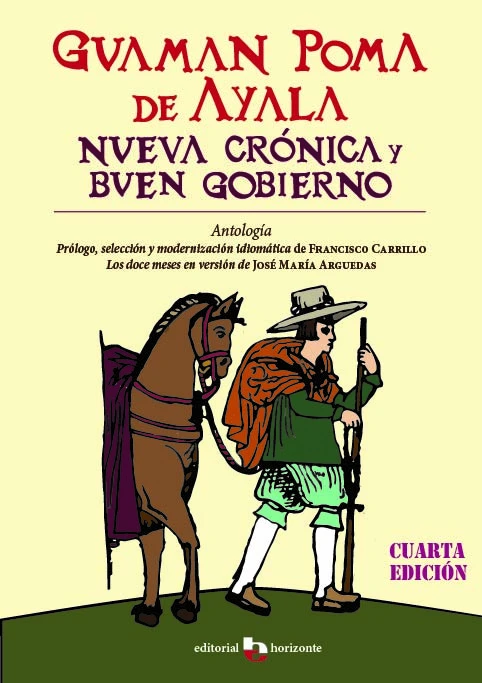 GUAMAN POMA
DE AYALA
NUEVA CRÓNICA Y
BUEN GOBIERNO
Antología
Prólogo, selección y modernización idiomática de FRANCISCO CARRILLO
Los doce meses en versión de JOSÉ MARÍA ARGUEDAS
CUARTA
EDICIÓN
editorial horizonte